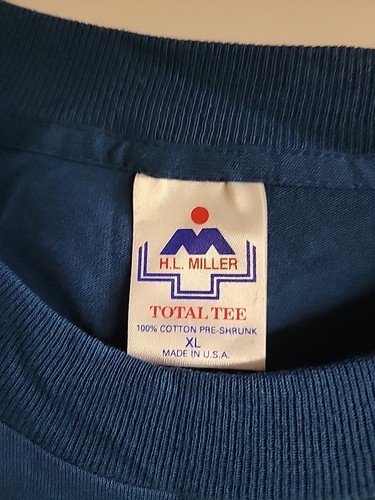 H.L. MILLER
TOTAL TEE
100% COTTON PRE-SHRUNK
XL
MADE IN U.S.A.